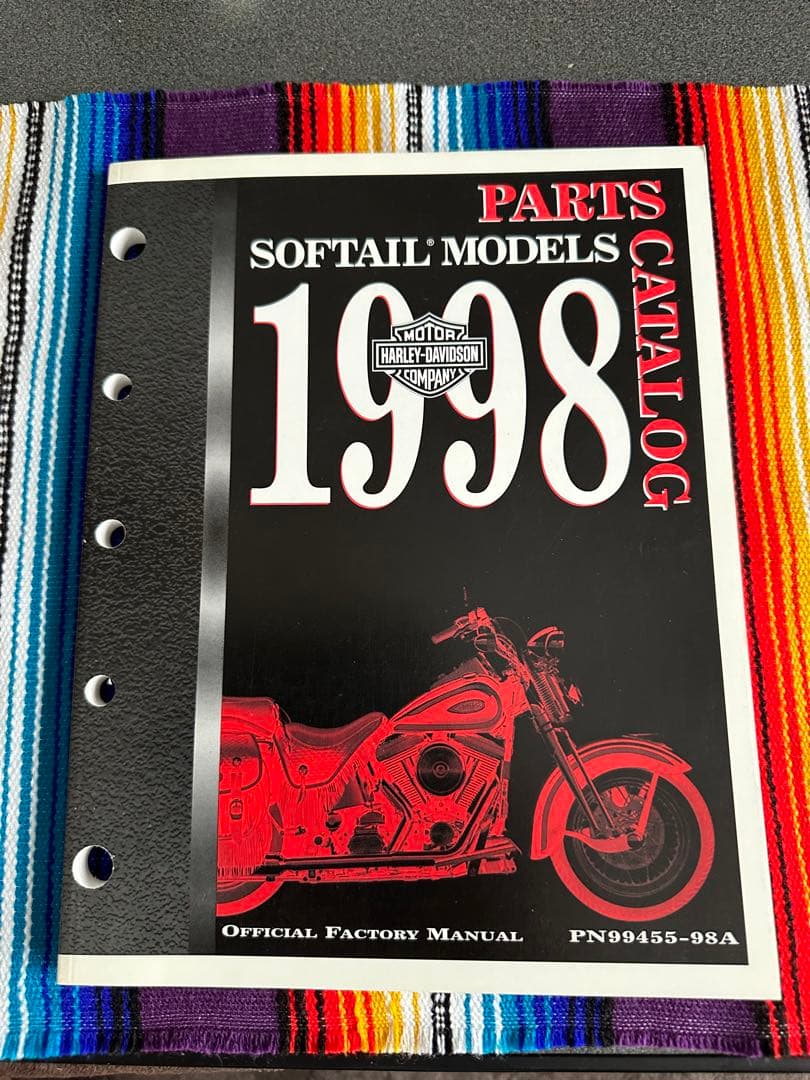 PARTS CATALOG
SOFTAIL® MODELS
1998
MOTOR
HARLEY-DAVIDSON
COMPANY
OFFICIAL FACTORY MANUAL
PN99455-98A